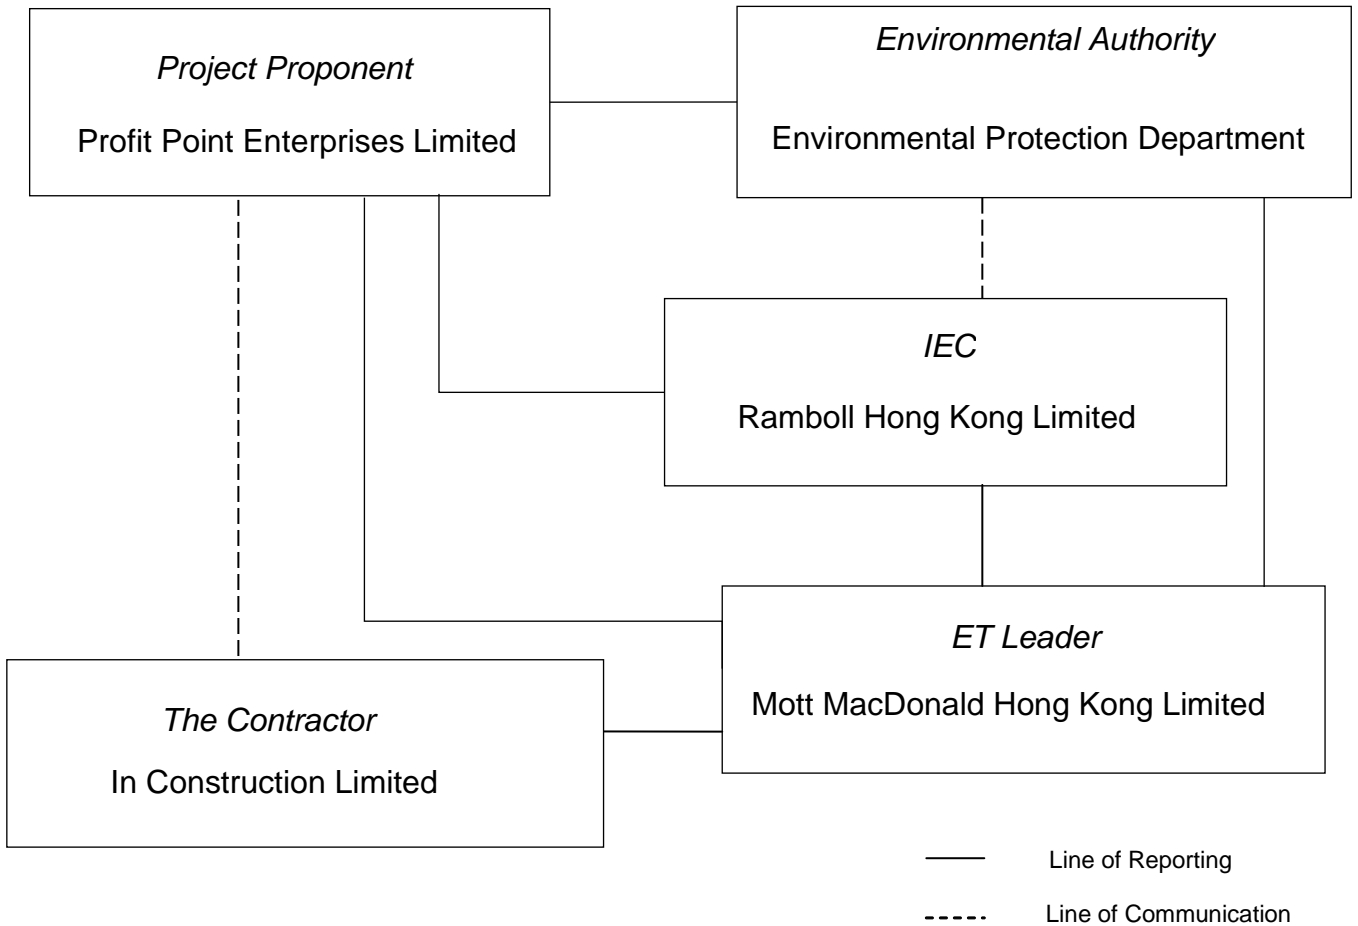 Project Proponent
Profit Point Enterprises Limited
Environmental Authority
Environmental Protection Department
IEC
Ramboll Hong Kong Limited
ET Leader
Mott MacDonald Hong Kong Limited
The Contractor
In Construction Limited
Line of Reporting
Line of Communication